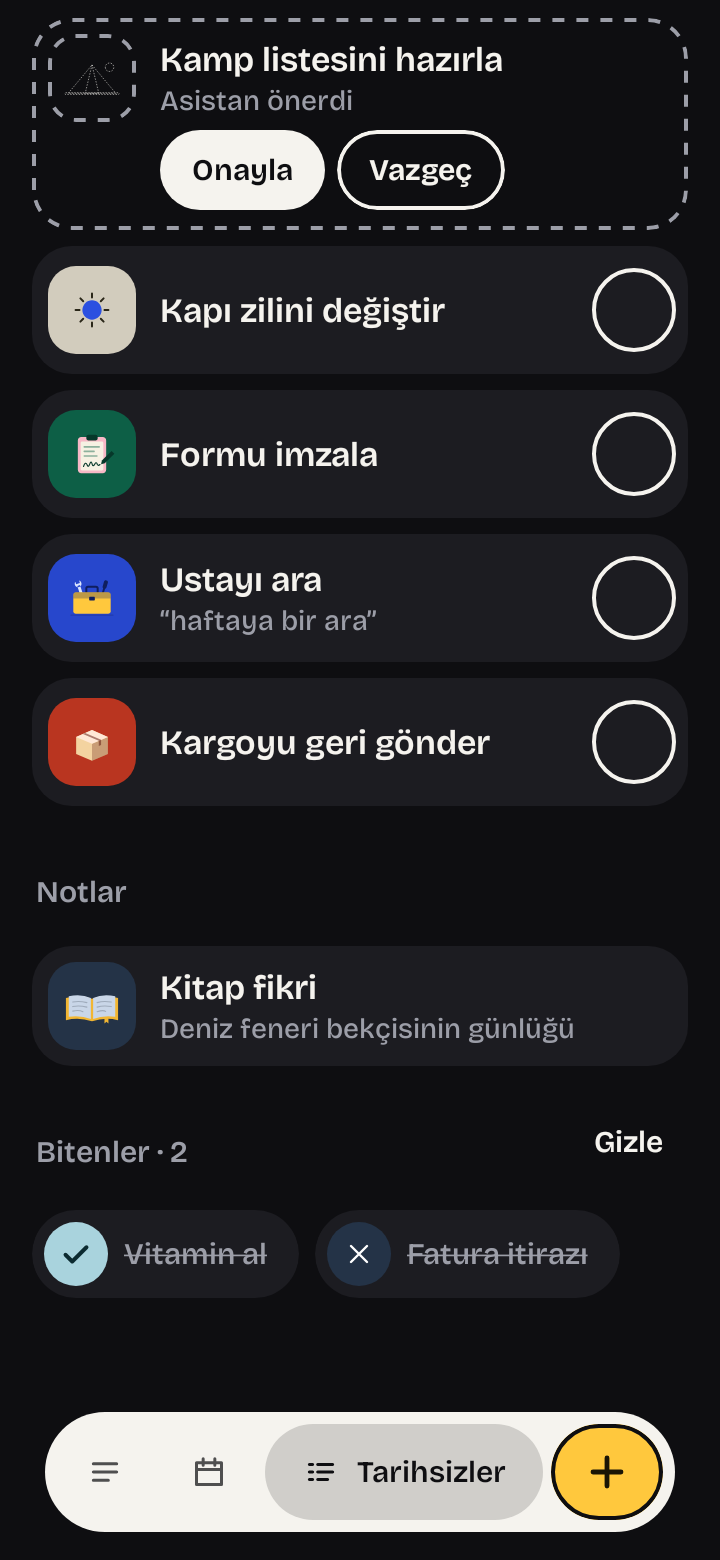 Kamp listesini hazırla
Asistan önerdi
Onayla
Vazgeç
Kapı zilini değiştir
Formu imzala
Ustayı ara
“haftaya bir ara”
Kargoyu geri gönder
Notlar
Kitap fikri
Deniz feneri bekçisinin günlüğü
Bitenler · 2
Gizle
Vitamin al
Fatura itirazı
Tarihsizler